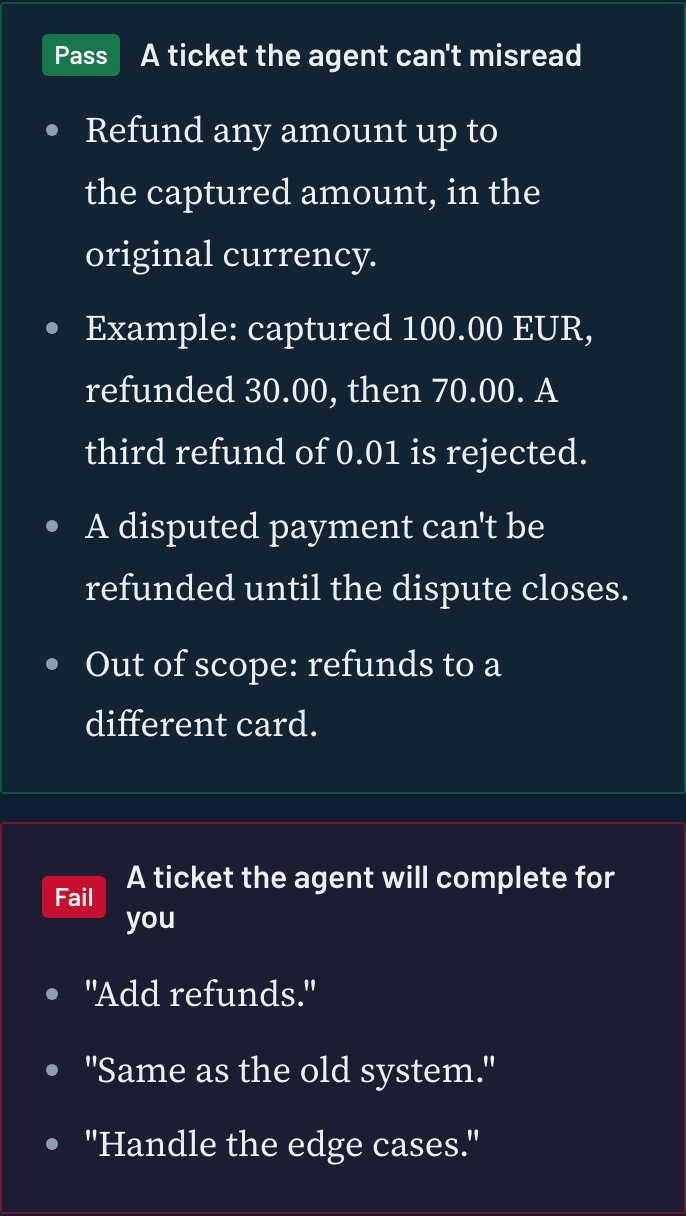 Pass A ticket the agent can't misread
Refund any amount up to
the captured amount, in the
original currency.
Example: captured 100.00 EUR,
refunded 30.00, then 70.00. A
third refund of 0.01 is rejected.
A disputed payment can't be
refunded until the dispute closes.
Out of scope: refunds to a
different card.
Fail A ticket the agent will complete for
you
"Add refunds."
"Same as the old system."
"Handle the edge cases."